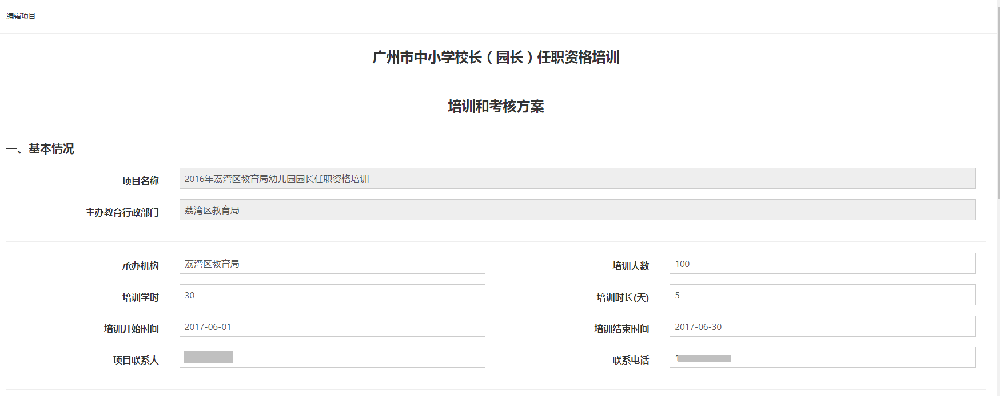 编辑项目
广州市中小学校长（园长）任职资格培训
培训和考核方案
一、基本情况
项目名称 2016年荔湾区教育局幼儿园园长任职资格培训
主办教育行政部门 荔湾区教育局
承办机构 荔湾区教育局 培训人数 100
培训学时 30 培训时长(天) 5
培训开始时间 2017-06-01 培训结束时间 2017-06-30
项目联系人 联系电话